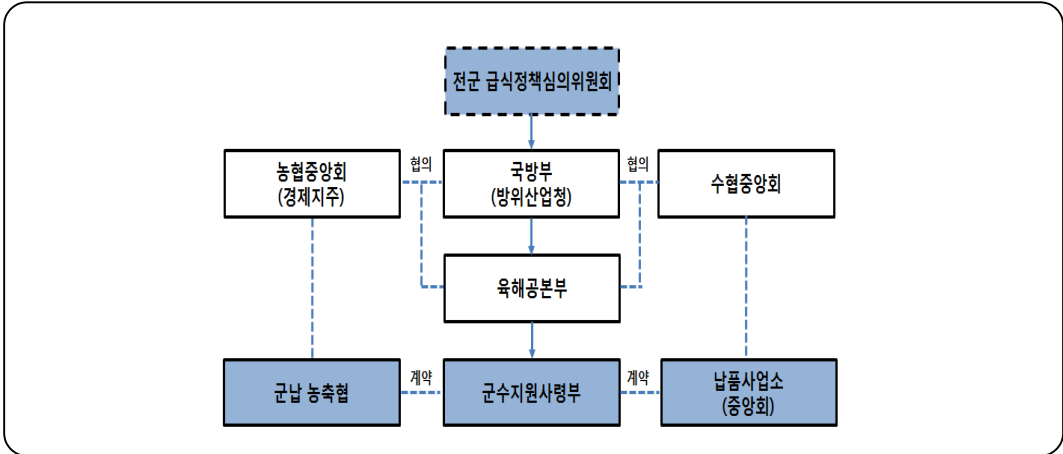 전군 급식정책심의위원회
농협중앙회
(경제지주)
협의
국방부
(방위산업청)
협의
수협중앙회
육해공본부
군납 농축협
계약
군수지원사령부
계약
납품사업소
(중앙회)